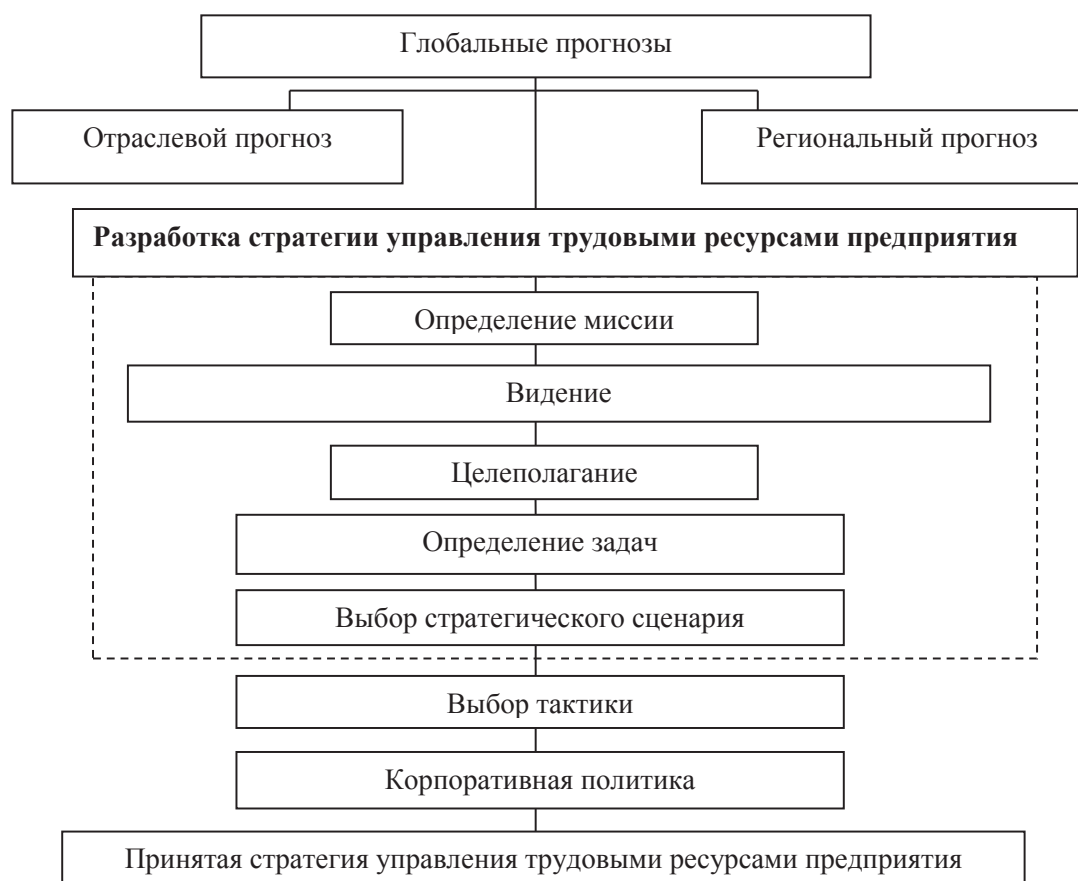 Глобальные прогнозы
Отраслевой прогноз
Региональный прогноз
Разработка стратегии управления трудовыми ресурсами предприятия
Определение миссии
Видение
Целеполагание
Определение задач
Выбор стратегического сценария
Выбор тактики
Корпоративная политика
Принятая стратегия управления трудовыми ресурсами предприятия